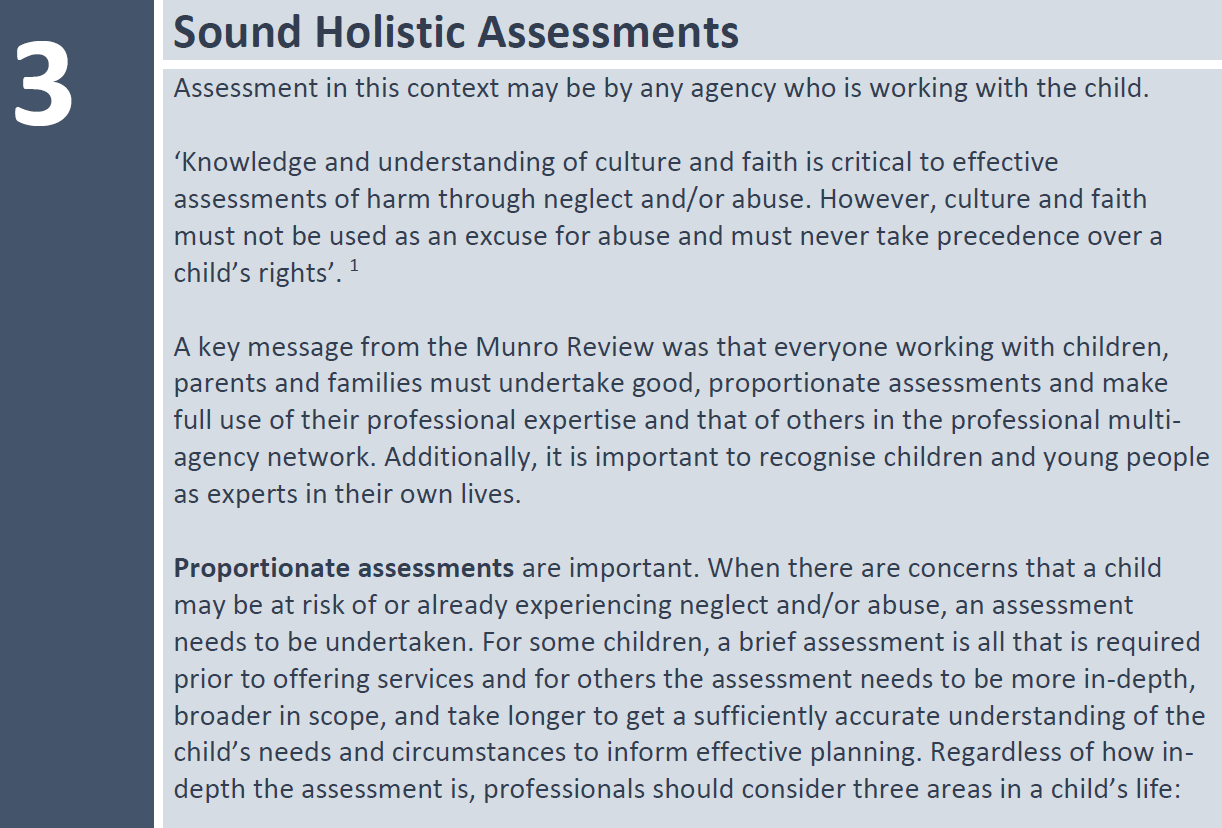 3
Sound Holistic Assessments
Assessment in this context may be by any agency who is working with the child.
‘Knowledge and understanding of culture and faith is critical to effective
assessments of harm through neglect and/or abuse. However, culture and faith
must not be used as an excuse for abuse and must never take precedence over a
child’s rights’. 1
A key message from the Munro Review was that everyone working with children,
parents and families must undertake good, proportionate assessments and make
full use of their professional expertise and that of others in the professional multi-
agency network. Additionally, it is important to recognise children and young people
as experts in their own lives.
Proportionate assessments are important. When there are concerns that a child
may be at risk of or already experiencing neglect and/or abuse, an assessment
needs to be undertaken. For some children, a brief assessment is all that is required
prior to offering services and for others the assessment needs to be more in-depth,
broader in scope, and take longer to get a sufficiently accurate understanding of the
child’s needs and circumstances to inform effective planning. Regardless of how in-
depth the assessment is, professionals should consider three areas in a child’s life: